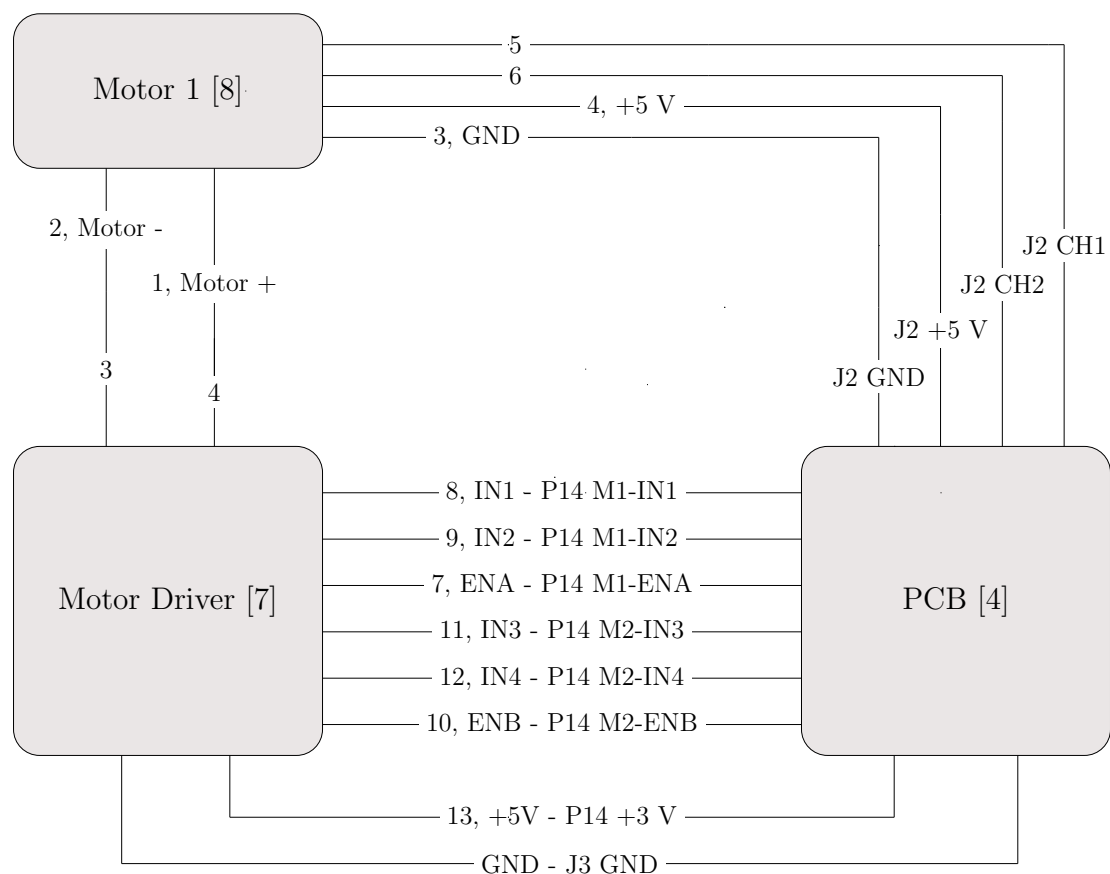 5
6
Motor 1 [8]
4, +5 V
3, GND
2, Motor -
J2 CH1
1, Motor +
J2 CH2
J2 +5 V
3
J2 GND
4
8, IN1 - P14 M1-IN1
9, IN2 - P14 M1-IN2
7, ENA - P14 M1-ENA
Motor Driver [7]
PCB [4]
11, IN3 - P14 M2-IN3
12, IN4 - P14 M2-IN4
10, ENB - P14 M2-ENB
13, +5V - P14 +3 V
GND - J3 GND